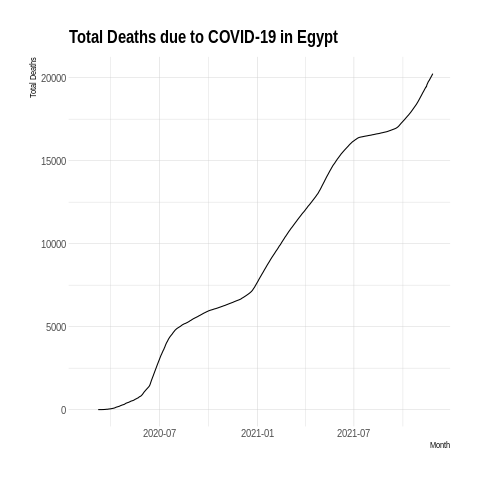 Total Deaths due to COVID-19 in Egypt
Total Deaths
20000
15000
10000
5000
0
2020-07 2021-01 2021-07
Month